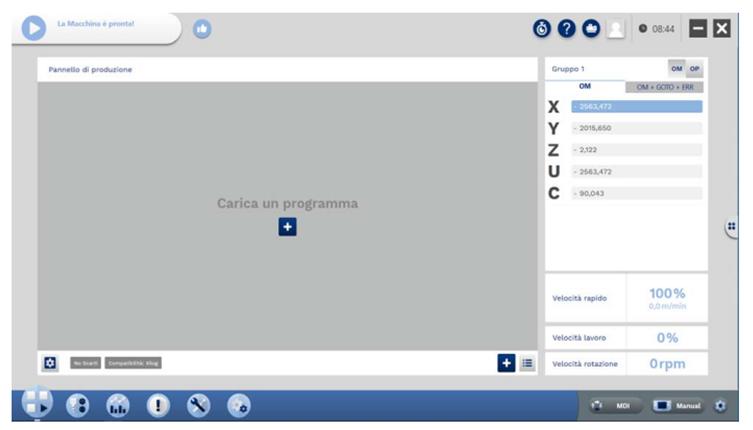 La Macchina è pronta!
08:44
Pannello di produzione
Carica un programma
No Scarti
Compatibilità: Xilog
Gruppo 1
OM OP
OM
OM + GOTO + ERR
X - 2563,472
Y - 2015,650
Z - 2,122
U - 2563,472
C - 90,043
Velocità rapido
100%
0,0 m/min
Velocità lavoro
0%
Velocità rotazione
0 rpm
MDI
Manual